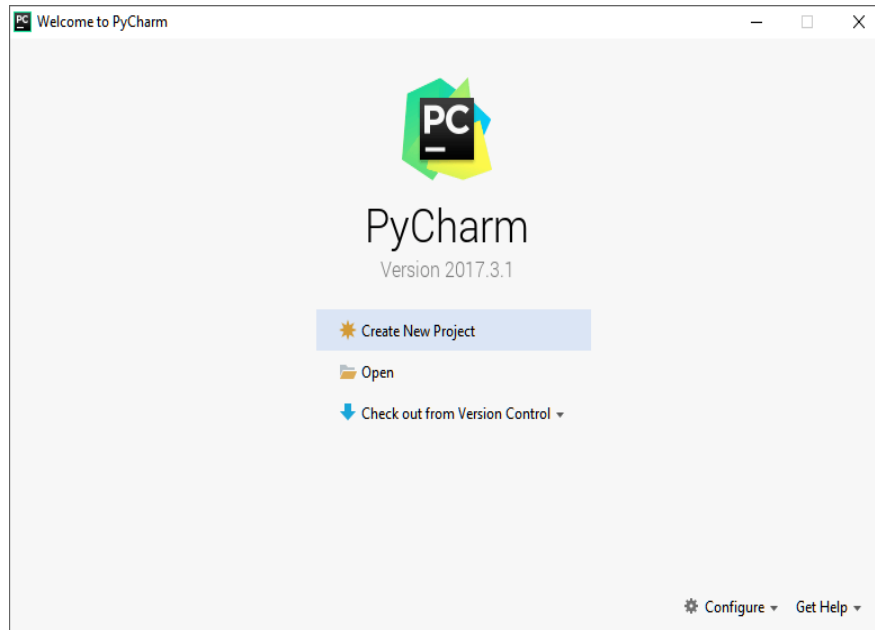 PC Welcome to PyCharm
PC
PyCharm
Version 2017.3.1
Create New Project
Open
Check out from Version Control
Configure Get Help